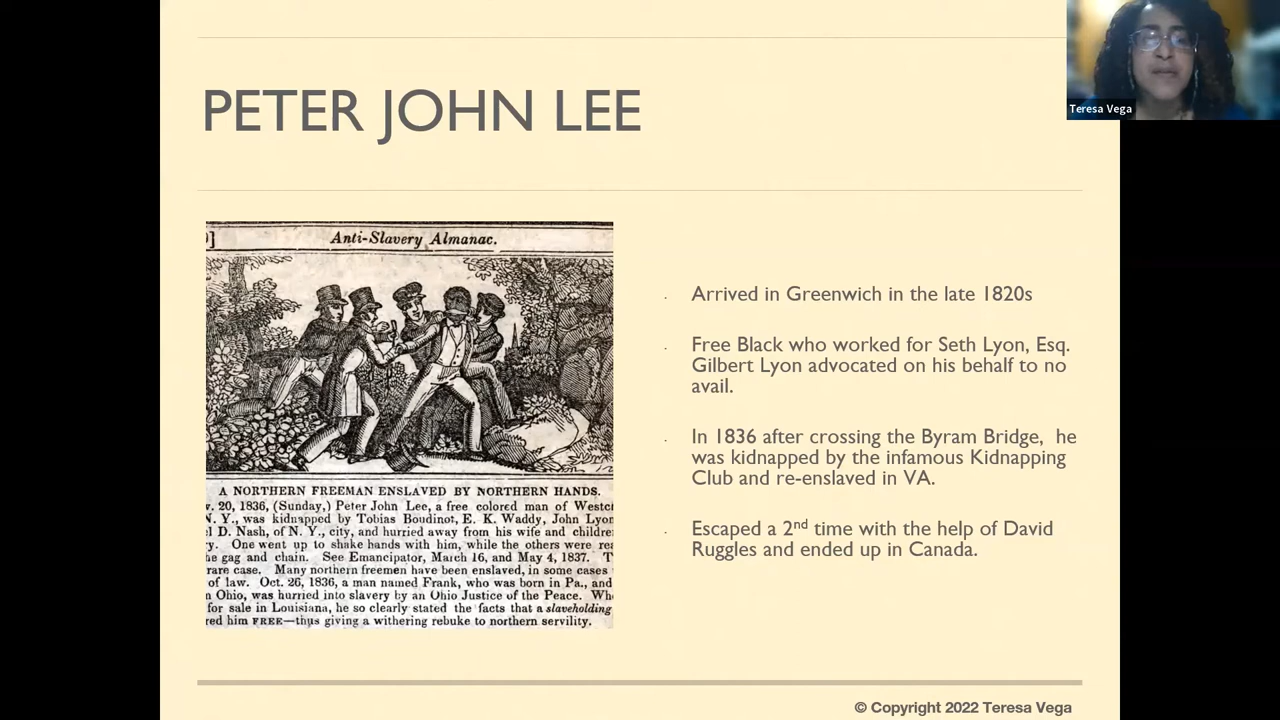 Teresa Vega
PETER JOHN LEE
] Anti-Slavery Almanac.
A NORTHERN FREEMAN ENSLAVED BY NORTHERN HANDS.
20, 1836, (Sunday,) Peter John Lee, a free colored man of Westc
N. Y., was kidnapped by Tobias Boudinot, E. K. Waddy, John Lyon
D. Nash, of N. Y., city, and hurried away from his wife and childre
y. One went up to shake hands with him, while the others were rea
he gag and chain. See Emancipator, March 16, and May 4, 1837. T
rare case. Many northern freemen have been enslaved, in some cases
of law. Oct. 26, 1836, a man named Frank, who was born in Pa., and
n Ohio, was hurried into slavery by an Ohio Justice of the Peace. Wh
for sale in Louisiana, he so clearly stated the facts that a slaveholding
red him FREE—thus giving a withering rebuke to northern servility.
· Arrived in Greenwich in the late 1820s
· Free Black who worked for Seth Lyon, Esq.
Gilbert Lyon advocated on his behalf to no
avail.
· In 1836 after crossing the Byram Bridge, he
was kidnapped by the infamous Kidnapping
Club and re-enslaved in VA.
· Escaped a 2nd time with the help of David
Ruggles and ended up in Canada.
© Copyright 2022 Teresa Vega